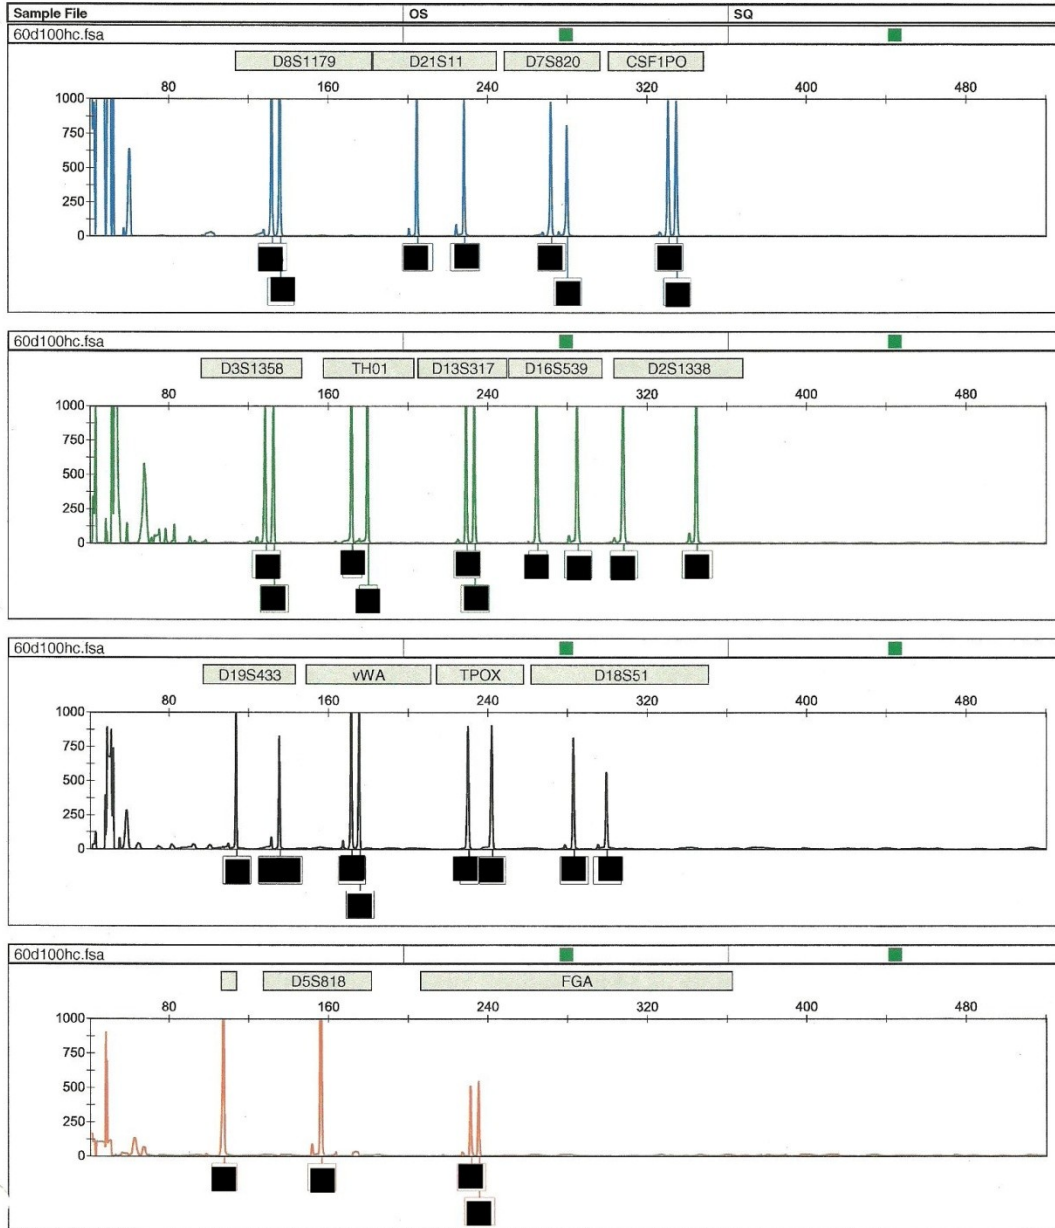 Sample File OS SQ
60d100hc.fsa
D8S1179 D21S11 D7S820 CSF1PO
80 160 240 320 400 480
1000
750
500
250
0
60d100hc.fsa
D3S1358 TH01 D13S317 D16S539 D2S1338
80 160 240 320 400 480
1000
750
500
250
0
60d100hc.fsa
D19S433 vWA TPOX D18S51
80 160 240 320 400 480
1000
750
500
250
0
60d100hc.fsa
D5S818 FGA
80 160 240 320 400 480
1000
750
500
250
0